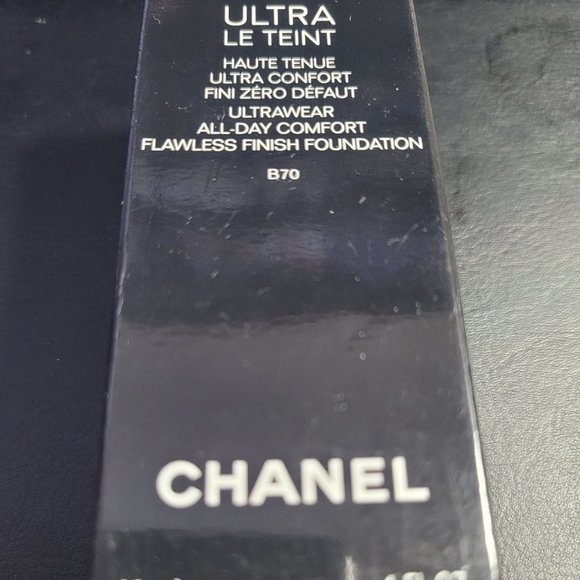 ULTRA
LE TEINT
HAUTE TENUE
ULTRA CONFORT
FINI ZÉRO DÉFAUT
ULTRAWEAR
ALL-DAY COMFORT
FLAWLESS FINISH FOUNDATION
B70
CHANEL